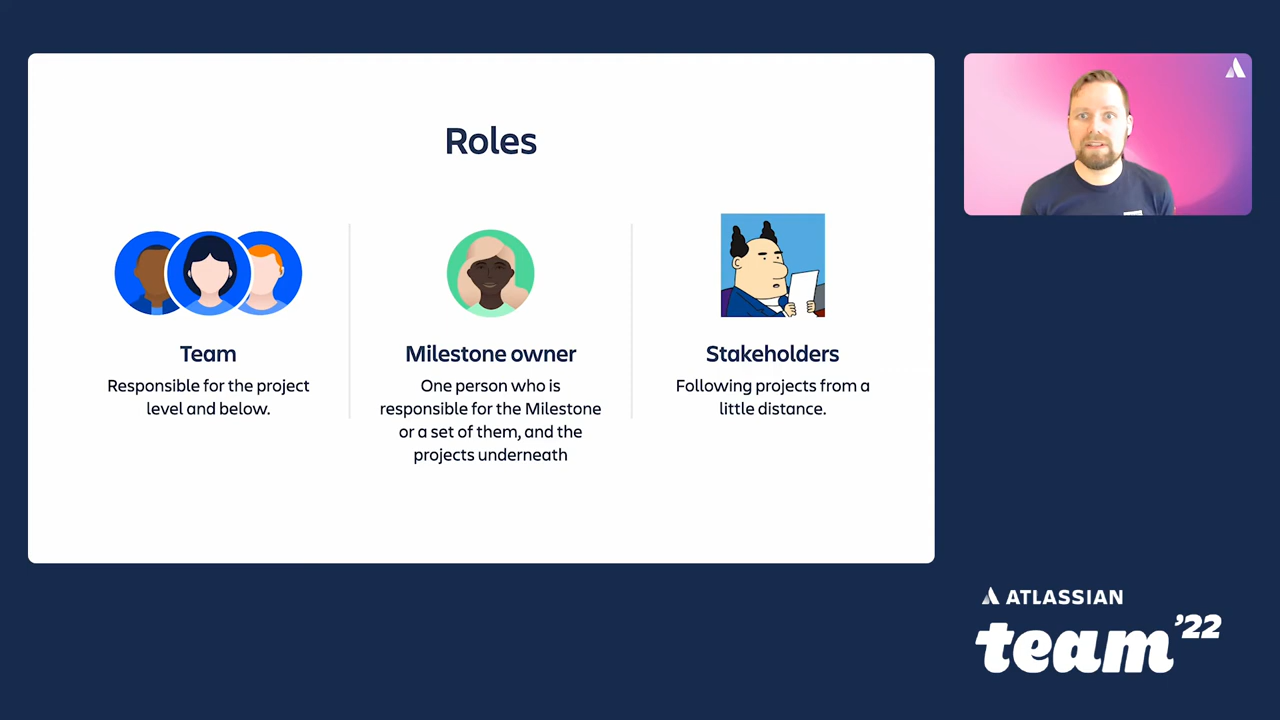 Roles
Team
Responsible for the project
level and below.
Milestone owner
One person who is
responsible for the Milestone
or a set of them, and the
projects underneath
Stakeholders
Following projects from a
little distance.
ATLASSIAN
team '22